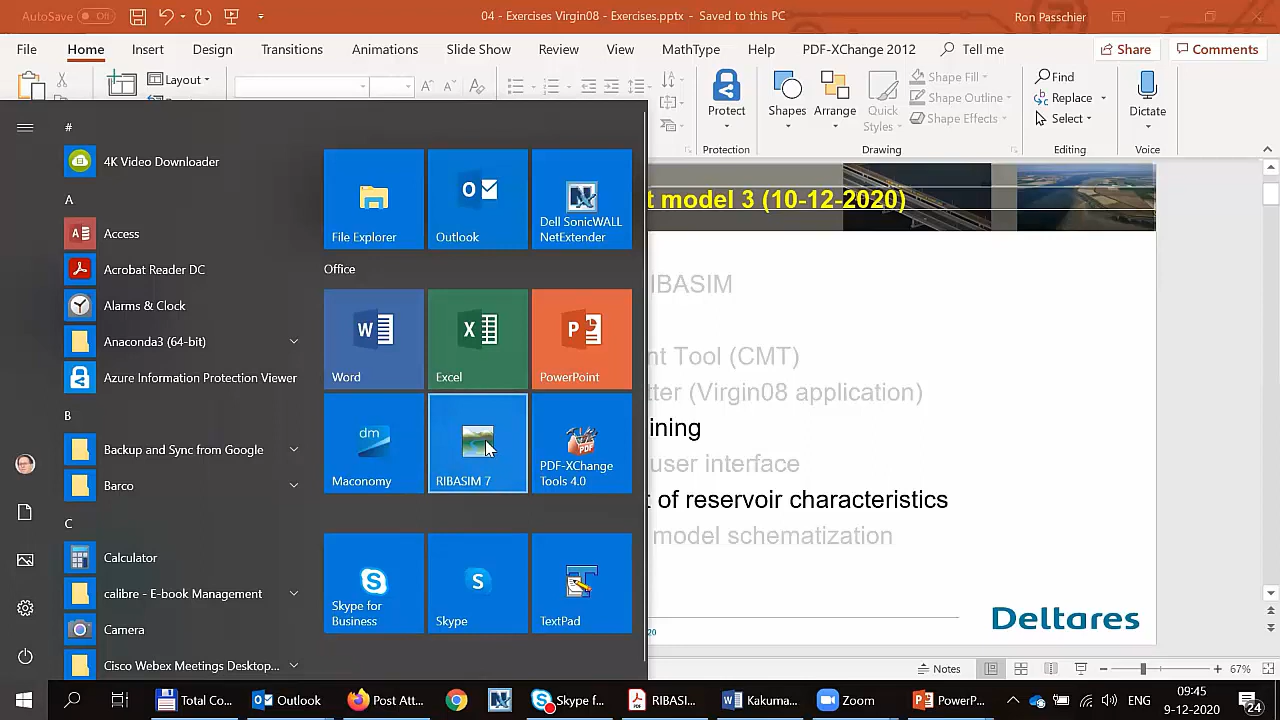 AutoSave Off
04 - Exercises Virgin08 - Exercises.pptx - Saved to this PC
Ron Passchier
File Home Insert Design Transitions Animations Slide Show Review View MathType Help PDF-XChange 2012 Tell me
Share
Comments
Layout
Protect
Protection
Shapes
Arrange
Quick
Styles
Shape Fill
Shape Outline
Shape Effects
Drawing
Find
Replace
Select
Editing
Dictate
Voice
#
4K Video Downloader
A
Access
Acrobat Reader DC
Alarms & Clock
Anaconda3 (64-bit)
Azure Information Protection Viewer
B
Backup and Sync from Google
Barco
C
Calculator
calibre - E-book Management
Camera
Cisco Webex Meetings Desktop...
File Explorer
Outlook
Dell SonicWALL
NetExtender
Office
Word
Excel
PowerPoint
Maconomy
RIBASIM 7
PDF-XChange
Tools 4.0
Skype for
Business
Skype
TextPad
t model 3 (10-12-2020)
RIBASIM
nt Tool (CMT)
tter (Virgin08 application)
ining
user interface
t of reservoir characteristics
model schematization
20
Deltares
Notes
67%
Total Co...
Outlook
Post Att...
Skype f...
RIBASI...
Kakuma...
Zoom
PowerP...
ENG
09:45
9-12-2020
24